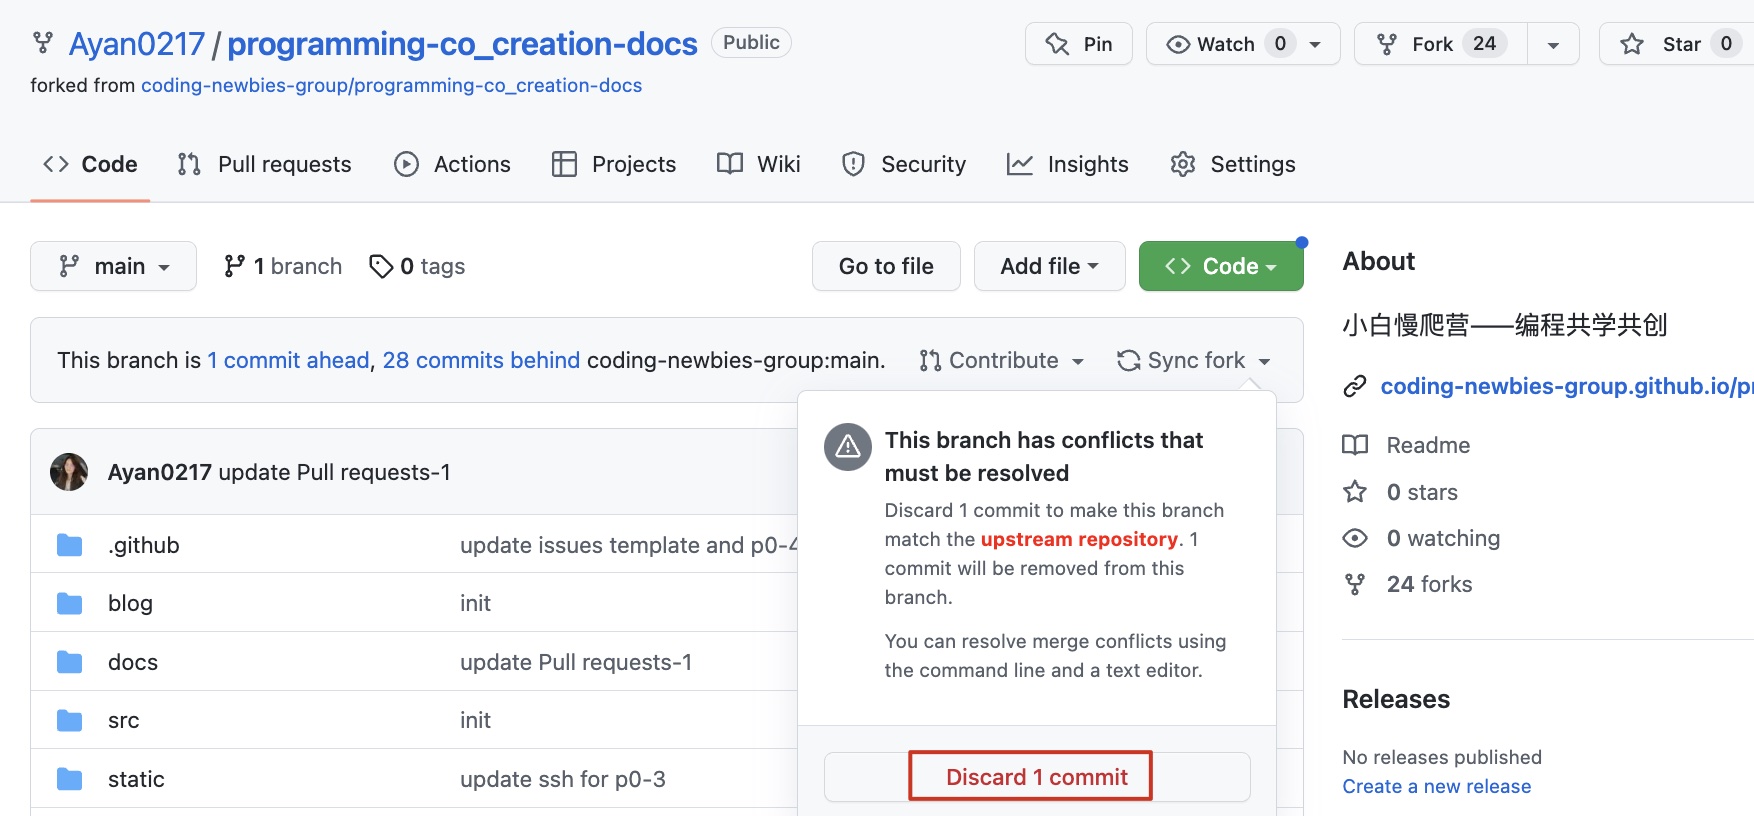 Ayan0217 / programming-co_creation-docs Public
Pin Watch 0 Fork 24 Star 0
forked from coding-newbies-group/programming-co_creation-docs
Code Pull requests Actions Projects Wiki Security Insights Settings
main 1 branch 0 tags Go to file Add file Code
This branch is 1 commit ahead, 28 commits behind coding-newbies-group:main. Contribute Sync fork
Ayan0217 update Pull requests-1
.github update issues template and p0-4
blog init
docs update Pull requests-1
src init
static update ssh for p0-3
This branch has conflicts that
must be resolved
Discard 1 commit to make this branch
match the upstream repository. 1
commit will be removed from this
branch.
You can resolve merge conflicts using
the command line and a text editor.
Discard 1 commit
About
小白慢爬营——编程共学共创
coding-newbies-group.github.io/pr
Readme
0 stars
0 watching
24 forks
Releases
No releases published
Create a new release